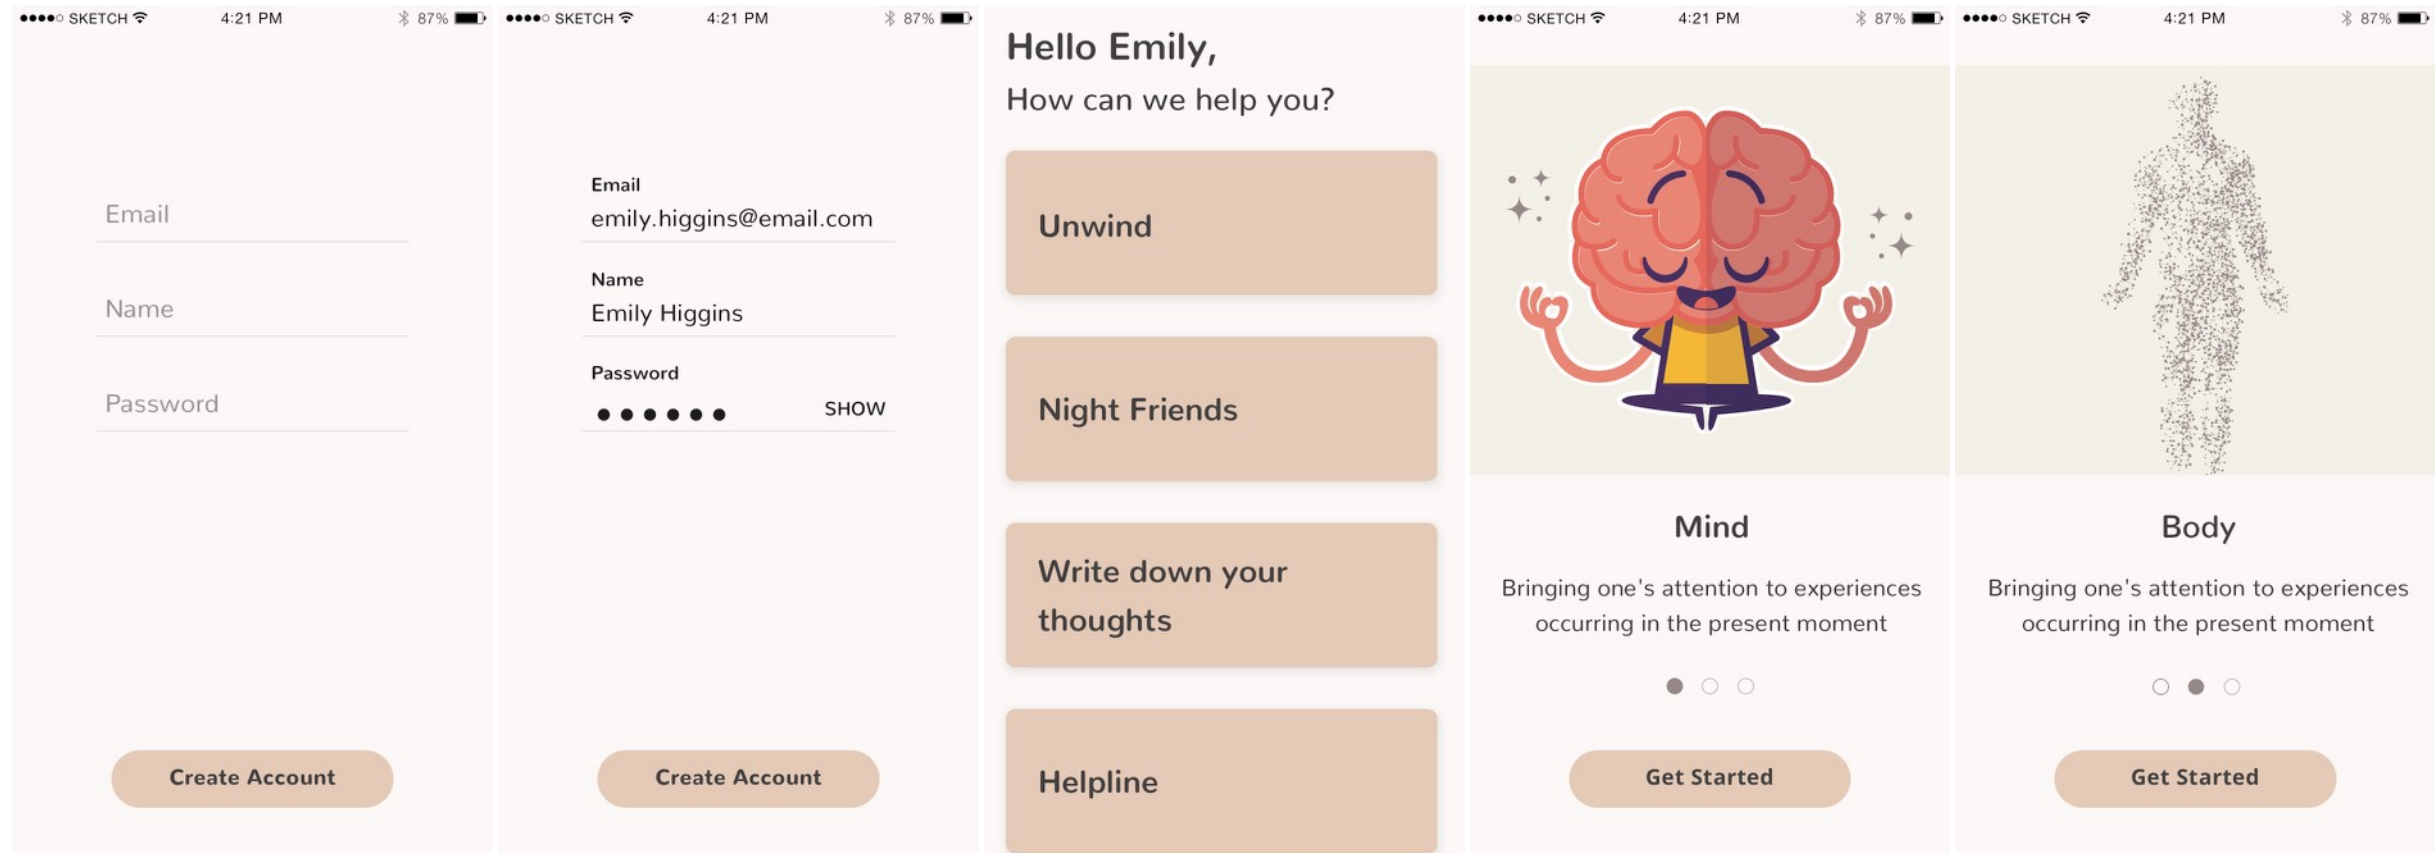 SKETCH 4:21 PM 87%
Email
Name
Password
Create Account
SKETCH 4:21 PM 87%
Email
emily.higgins@email.com
Name
Emily Higgins
Password
●●●●●● SHOW
Create Account
Hello Emily,
How can we help you?
Unwind
Night Friends
Write down your
thoughts
Helpline
SKETCH 4:21 PM 87%
Mind
Bringing one's attention to experiences
occurring in the present moment
Get Started
SKETCH 4:21 PM 87%
Body
Bringing one's attention to experiences
occurring in the present moment
Get Started